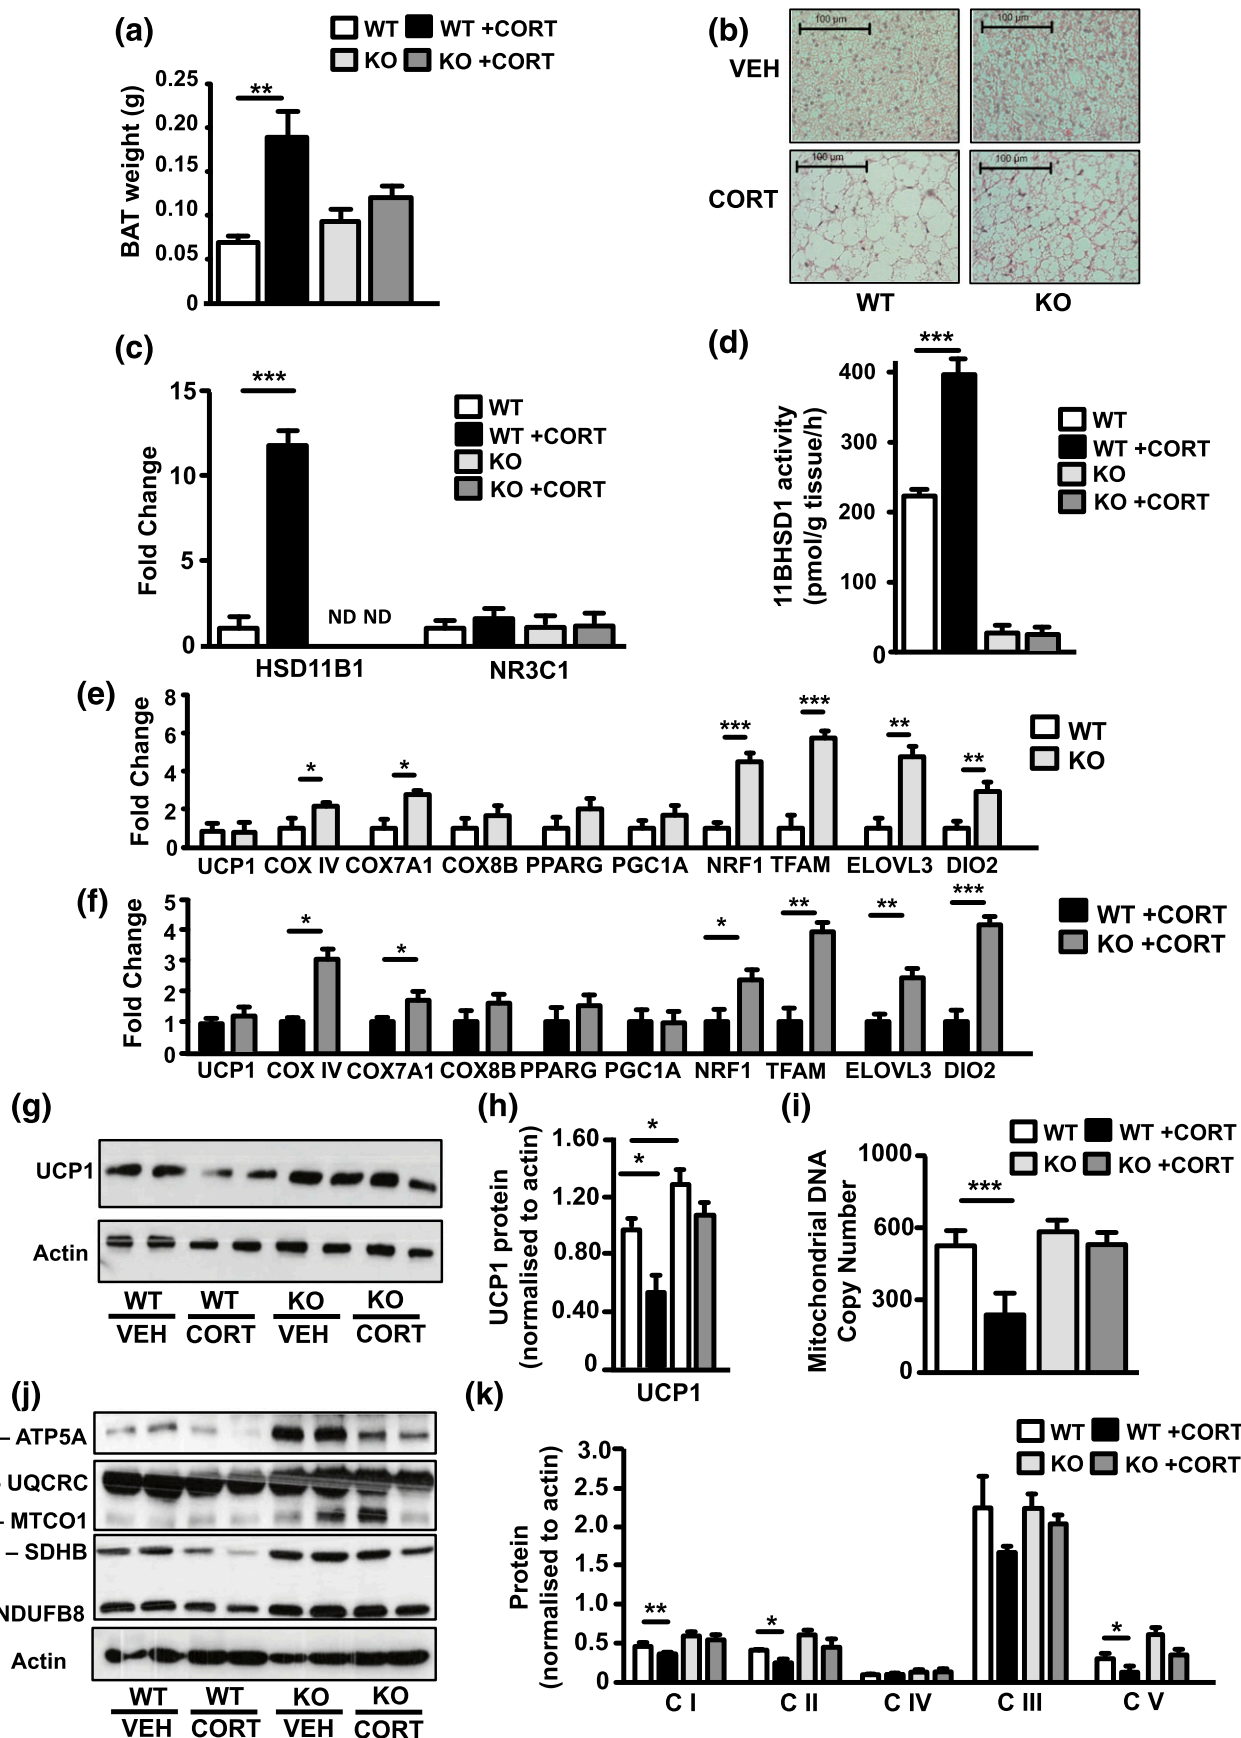 (a)
WT WT +CORT
KO KO +CORT
BAT weight (g)
0.25
0.20
0.15
0.10
0.05
0
**
(b)
VEH
CORT
100 µm
100 µm
100 µm
100 µm
WT KO
(c)
Fold Change
15
10
5
0
***
ND ND
HSD11B1 NR3C1
WT
WT +CORT
KO
KO +CORT
(d)
11BHSD1 activity
(pmol/g tissue/h)
400
300
200
100
0
***
WT
WT +CORT
KO
KO +CORT
(e)
Fold Change
8
6
4
2
0
* * *** *** ** **
WT
KO
UCP1 COX IV COX7A1 COX8B PPARG PGC1A NRF1 TFAM ELOVL3 DIO2
(f)
Fold Change
5
4
3
2
1
0
* * * ** ** ***
WT +CORT
KO +CORT
UCP1 COX IV COX7A1 COX8B PPARG PGC1A NRF1 TFAM ELOVL3 DIO2
(g)
UCP1
Actin
WT WT KO KO
VEH CORT VEH CORT
(h)
UCP1 protein
(normalised to actin)
1.60
1.20
0.80
0.40
0
*
*
UCP1
(i)
WT WT +CORT
KO KO +CORT
Mitochondrial DNA
Copy Number
1000
600
300
0
***
(j)
– ATP5A
- UQCRC
- MTCO1
– SDHB
NDUFB8
Actin
WT WT KO KO
VEH CORT VEH CORT
(k)
WT WT +CORT
KO KO +CORT
Protein
(normalised to actin)
3.0
2.5
2.0
1.5
1.0
0.5
0
** * *
C I C II C IV C III C V